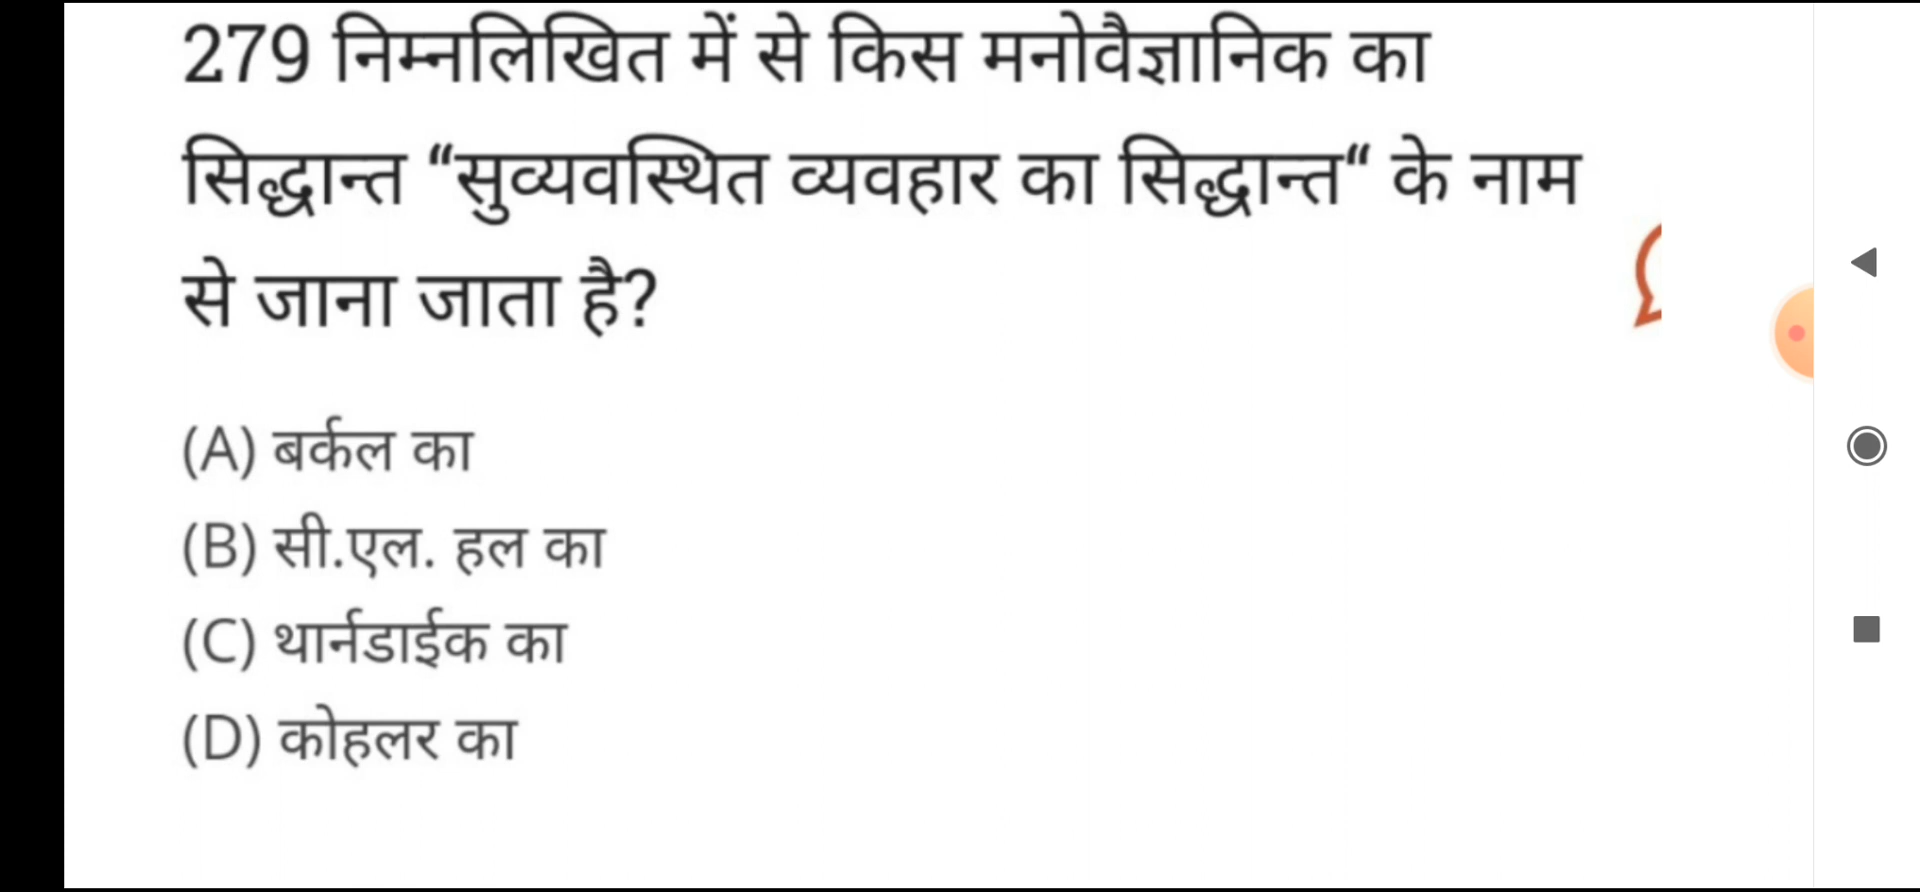 279 निम्नलिखित में से किस मनोवैज्ञानिक का
सिद्धान्त “सुव्यवस्थित व्यवहार का सिद्धान्त“ के नाम
से जाना जाता है?
(A) बर्कल का
(B) सी.एल. हल का
(C) थार्नडाईक का
(D) कोहलर का